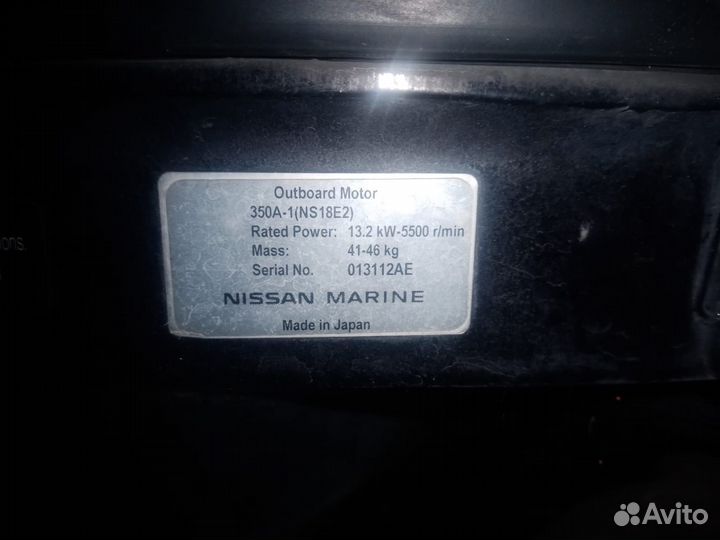 Outboard Motor
350A-1(NS18E2)
Rated Power: 13.2 kW-5500 r/min
Mass: 41-46 kg
Serial No. 013112AE
NISSAN MARINE
Made in Japan
Avito